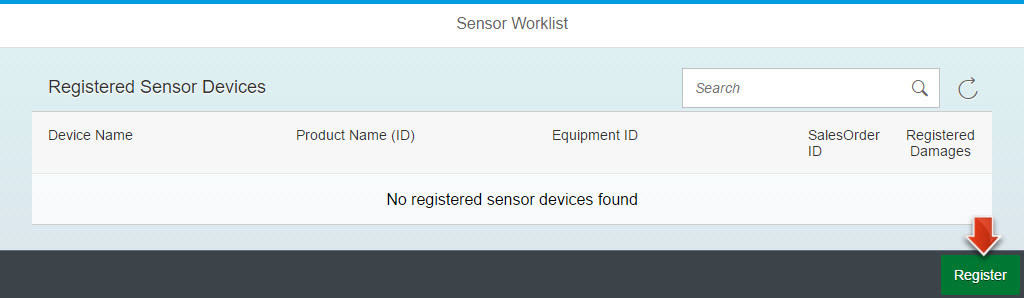 Sensor Worklist
Registered Sensor Devices
Search
Device Name
Product Name (ID)
Equipment ID
SalesOrder
ID
Registered
Damages
No registered sensor devices found
Register